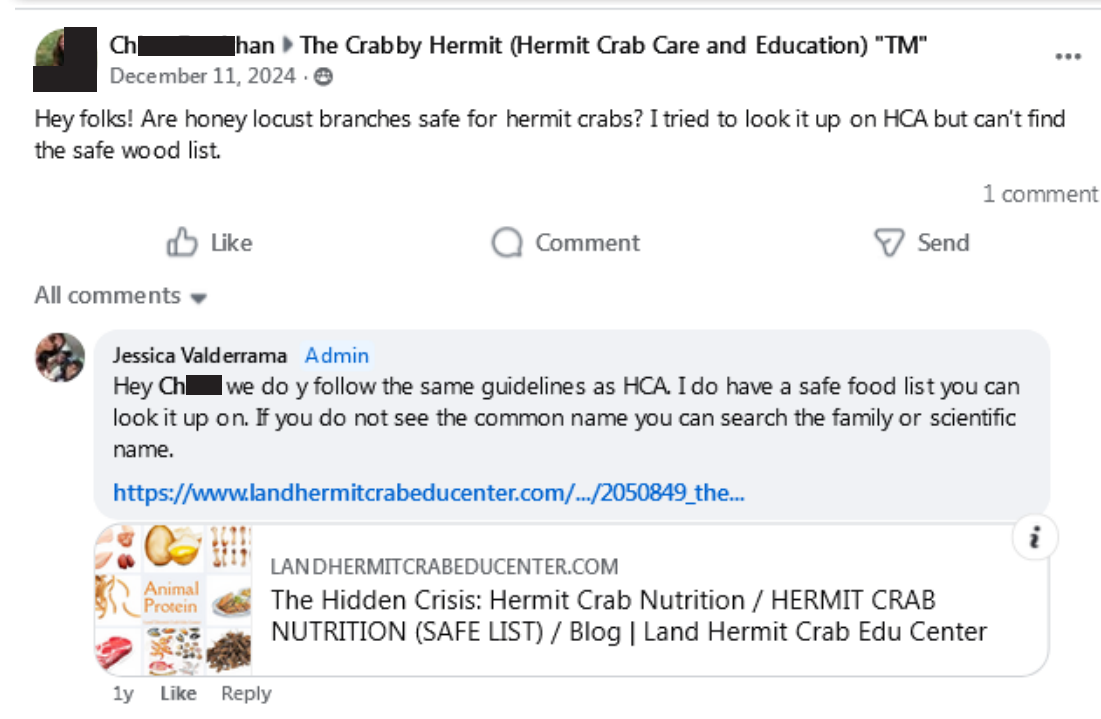 Ch han The Crabby Hermit (Hermit Crab Care and Education) "TM"
December 11, 2024 ·
Hey folks! Are honey locust branches safe for hermit crabs? I tried to look it up on HCA but can't find
the safe wood list.
1 comment
Like Comment Send
All comments
Jessica Valderrama Admin
Hey Ch we do y follow the same guidelines as HCA. I do have a safe food list you can
look it up on. If you do not see the common name you can search the family or scientific
name.
https://www.landhermitcrabeducenter.com/.../2050849_the...
Animal
Protein
LANDHERMITCRABEDUCENTER.COM
The Hidden Crisis: Hermit Crab Nutrition / HERMIT CRAB
NUTRITION (SAFE LIST) / Blog | Land Hermit Crab Edu Center
1y Like Reply